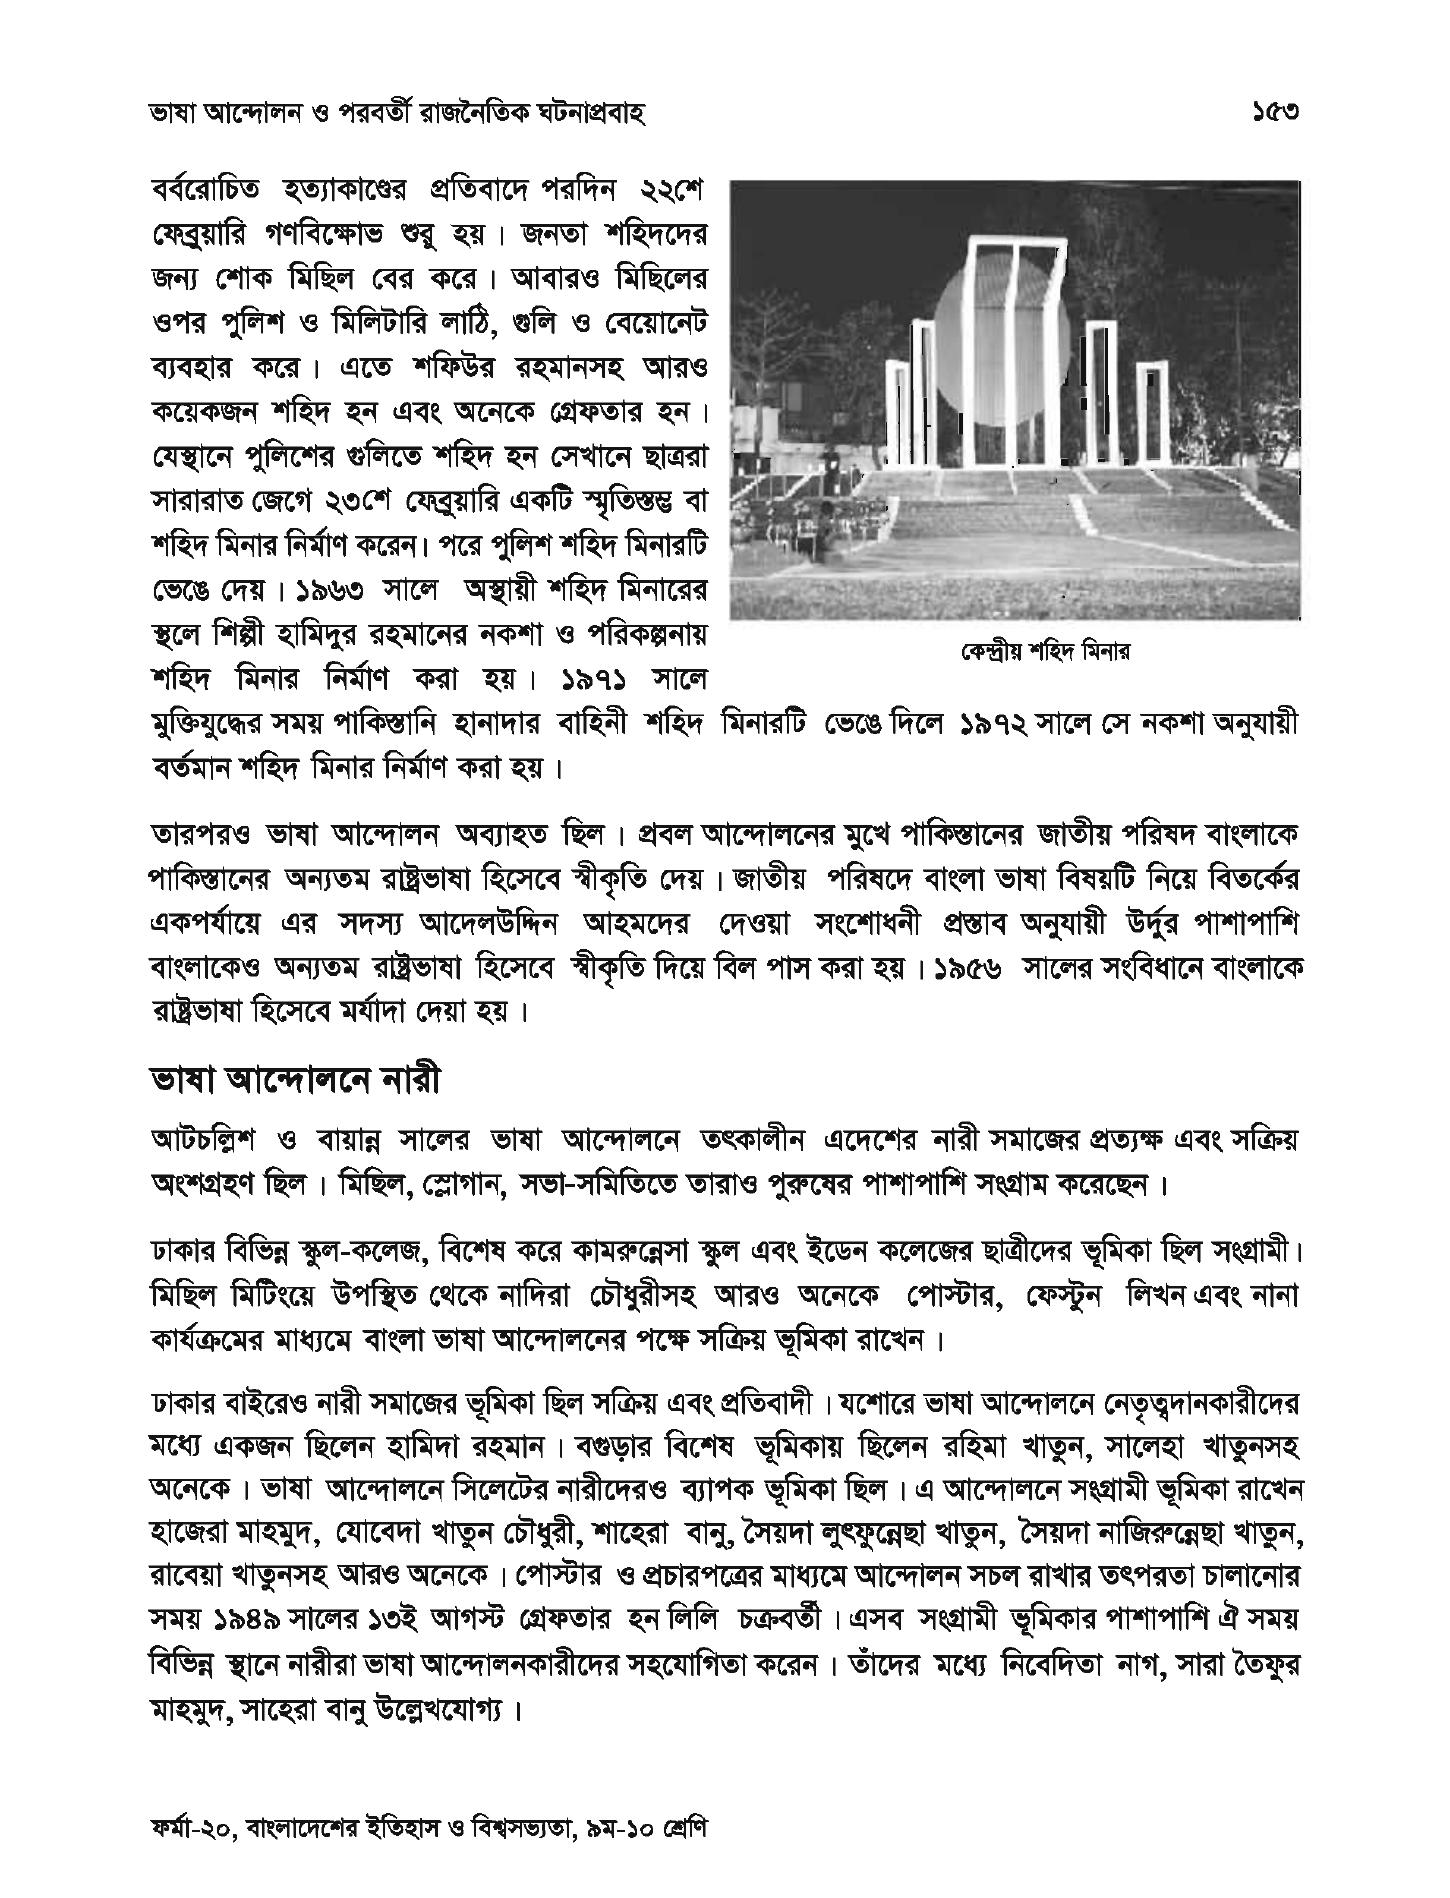 ভাষা আন্দোলন ও পরবর্তী রাজনৈতিক ঘটনাপ্রবাহ ১৫৩
বর্বরোচিত হত্যাকাণ্ডের প্রতিবাদে পরদিন ২২শে
ফেব্রুয়ারি গণবিক্ষোভ শুরু হয়। জনতা শহিদদের
জন্য শোক মিছিল বের করে। আবারও মিছিলের
ওপর পুলিশ ও মিলিটারি লাঠি, গুলি ও বেয়োনেট
ব্যবহার করে। এতে শফিউর রহমানসহ আরও
কয়েকজন শহিদ হন এবং অনেকে গ্রেফতার হন।
যেস্থানে পুলিশের গুলিতে শহিদ হন সেখানে ছাত্ররা
সারারাত জেগে ২৩শে ফেব্রুয়ারি একটি স্মৃতিস্তম্ভ বা
শহিদ মিনার নির্মাণ করেন। পরে পুলিশ শহিদ মিনারটি
ভেঙে দেয়। ১৯৬৩ সালে অস্থায়ী শহিদ মিনারের
স্থলে শিল্পী হামিদুর রহমানের নকশা ও পরিকল্পনায়
শহিদ মিনার নির্মাণ করা হয়। ১৯৭১ সালে
কেন্দ্রীয় শহিদ মিনার
মুক্তিযুদ্ধের সময় পাকিস্তানি হানাদার বাহিনী শহিদ মিনারটি ভেঙে দিলে ১৯৭২ সালে সে নকশা অনুযায়ী
বর্তমান শহিদ মিনার নির্মাণ করা হয়।
তারপরও ভাষা আন্দোলন অব্যাহত ছিল। প্রবল আন্দোলনের মুখে পাকিস্তানের জাতীয় পরিষদ বাংলাকে
পাকিস্তানের অন্যতম রাষ্ট্রভাষা হিসেবে স্বীকৃতি দেয়। জাতীয় পরিষদে বাংলা ভাষা বিষয়টি নিয়ে বিতর্কের
একপর্যায়ে এর সদস্য আদেলউদ্দিন আহমদের দেওয়া সংশোধনী প্রস্তাব অনুযায়ী উর্দুর পাশাপাশি
বাংলাকেও অন্যতম রাষ্ট্রভাষা হিসেবে স্বীকৃতি দিয়ে বিল পাস করা হয়। ১৯৫৬ সালের সংবিধানে বাংলাকে
রাষ্ট্রভাষা হিসেবে মর্যাদা দেয়া হয়।
ভাষা আন্দোলনে নারী
আটচল্লিশ ও বায়ান্ন সালের ভাষা আন্দোলনে তৎকালীন এদেশের নারী সমাজের প্রত্যক্ষ এবং সক্রিয়
অংশগ্রহণ ছিল। মিছিল, স্লোগান, সভা-সমিতিতে তারাও পুরুষের পাশাপাশি সংগ্রাম করেছেন।
ঢাকার বিভিন্ন স্কুল-কলেজ, বিশেষ করে কামরুন্নেসা স্কুল এবং ইডেন কলেজের ছাত্রীদের ভূমিকা ছিল সংগ্রামী।
মিছিল মিটিংয়ে উপস্থিত থেকে নাদিরা চৌধুরীসহ আরও অনেকে পোস্টার, ফেস্টুন লিখন এবং নানা
কার্যক্রমের মাধ্যমে বাংলা ভাষা আন্দোলনের পক্ষে সক্রিয় ভূমিকা রাখেন।
ঢাকার বাইরেও নারী সমাজের ভূমিকা ছিল সক্রিয় এবং প্রতিবাদী। যশোরে ভাষা আন্দোলনে নেতৃত্বদানকারীদের
মধ্যে একজন ছিলেন হামিদা রহমান। বগুড়ার বিশেষ ভূমিকায় ছিলেন রহিমা খাতুন, সালেহা খাতুনসহ
অনেকে। ভাষা আন্দোলনে সিলেটের নারীদেরও ব্যাপক ভূমিকা ছিল। এ আন্দোলনে সংগ্রামী ভূমিকা রাখেন
হাজেরা মাহমুদ, যোবেদা খাতুন চৌধুরী, শাহেরা বানু, সৈয়দা লুৎফুন্নেছা খাতুন, সৈয়দা নাজিরুন্নেছা খাতুন,
রাবেয়া খাতুনসহ আরও অনেকে। পোস্টার ও প্রচারপত্রের মাধ্যমে আন্দোলন সচল রাখার তৎপরতা চালানোর
সময় ১৯৪৯ সালের ১৩ই আগস্ট গ্রেফতার হন লিলি চক্রবর্তী। এসব সংগ্রামী ভূমিকার পাশাপাশি ঐ সময়
বিভিন্ন স্থানে নারীরা ভাষা আন্দোলনকারীদের সহযোগিতা করেন। তাঁদের মধ্যে নিবেদিতা নাগ, সারা তৈফুর
মাহমুদ, সাহেরা বানু উল্লেখযোগ্য।
ফর্মা-২০, বাংলাদেশের ইতিহাস ও বিশ্বসভ্যতা, ৯ম-১০ শ্রেণি